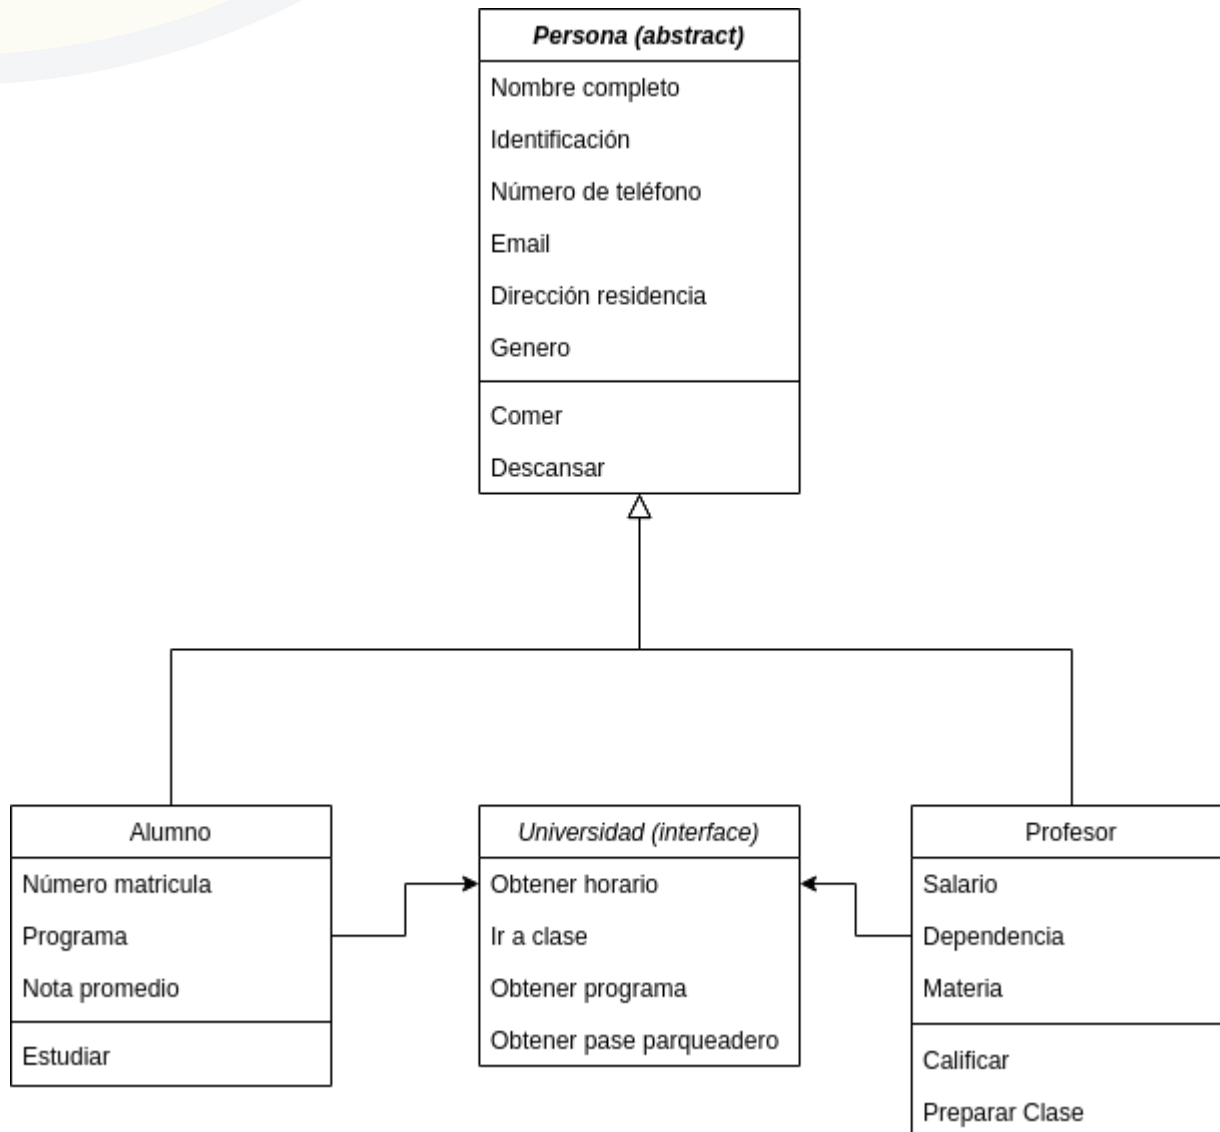 Persona (abstract)
Nombre completo
Identificación
Número de teléfono
Email
Dirección residencia
Genero
Comer
Descansar
Alumno
Número matricula
Programa
Nota promedio
Estudiar
Universidad (interface)
Obtener horario
Ir a clase
Obtener programa
Obtener pase parqueadero
Profesor
Salario
Dependencia
Materia
Calificar
Preparar Clase